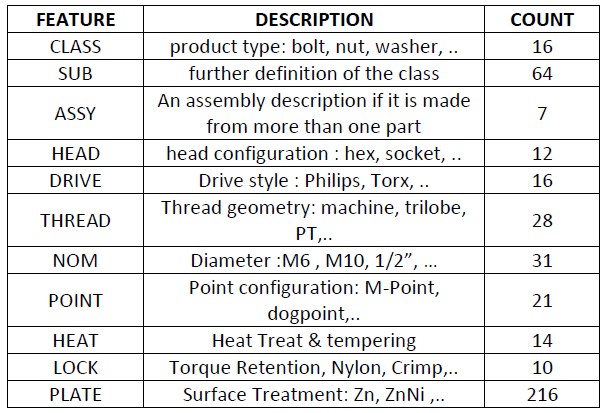 FEATURE DESCRIPTION COUNT
CLASS product type: bolt, nut, washer, .. 16
SUB further definition of the class 64
An assembly description if it is made
ASSY 7
from more than one part
HEAD head configuration : hex, socket, .. 12
DRIVE Drive style : Philips, Torx, .. 16
Thread geometry: machine, trilobe,
THREAD 28
PT,..
NOM Diameter :M6 , M10, 1/2”, … 31
Point configuration: M-Point,
POINT 21
dogpoint,..
HEAT Heat Treat & tempering 14
LOCK Torque Retention, Nylon, Crimp,.. 10
PLATE Surface Treatment: Zn, ZnNi ,.. 216